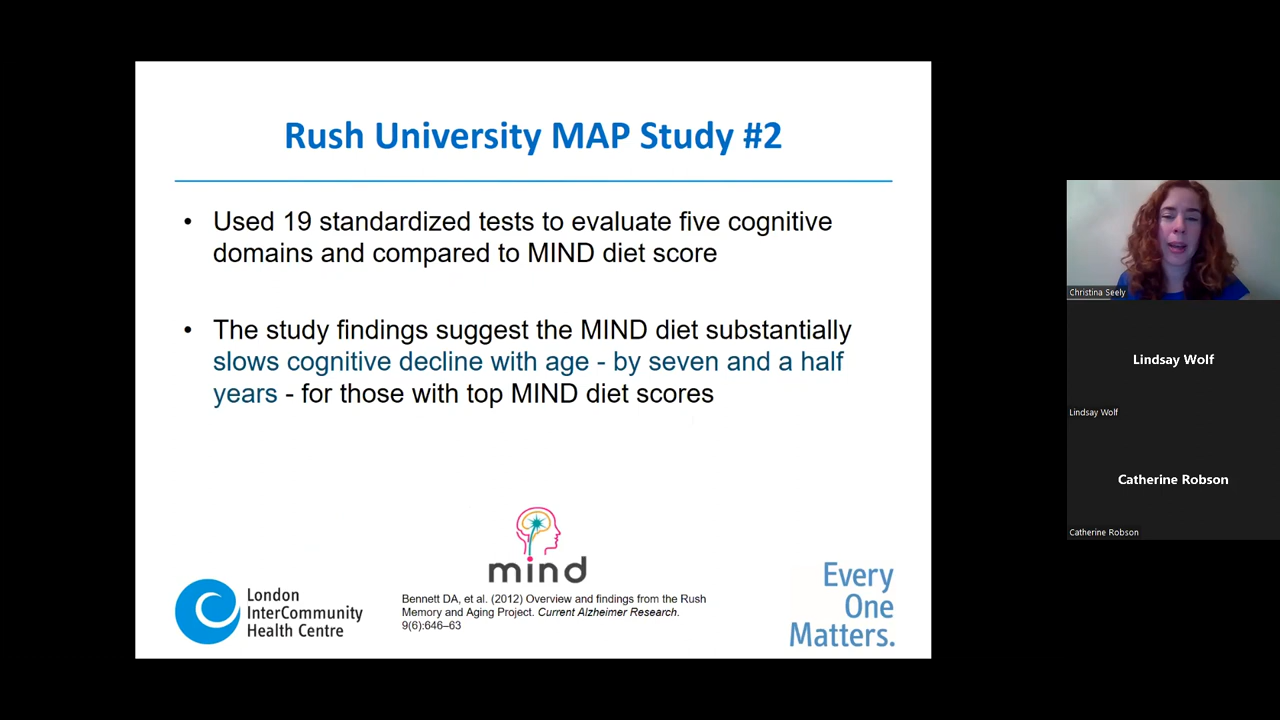 Rush University MAP Study #2
• Used 19 standardized tests to evaluate five cognitive
domains and compared to MIND diet score
• The study findings suggest the MIND diet substantially
slows cognitive decline with age - by seven and a half
years - for those with top MIND diet scores
mind
London
InterCommunity
Health Centre
Bennett DA, et al. (2012) Overview and findings from the Rush
Memory and Aging Project. Current Alzheimer Research.
9(6):646–63
Every
One
Matters.
Christina Seely
Lindsay Wolf
Lindsay Wolf
Catherine Robson
Catherine Robson